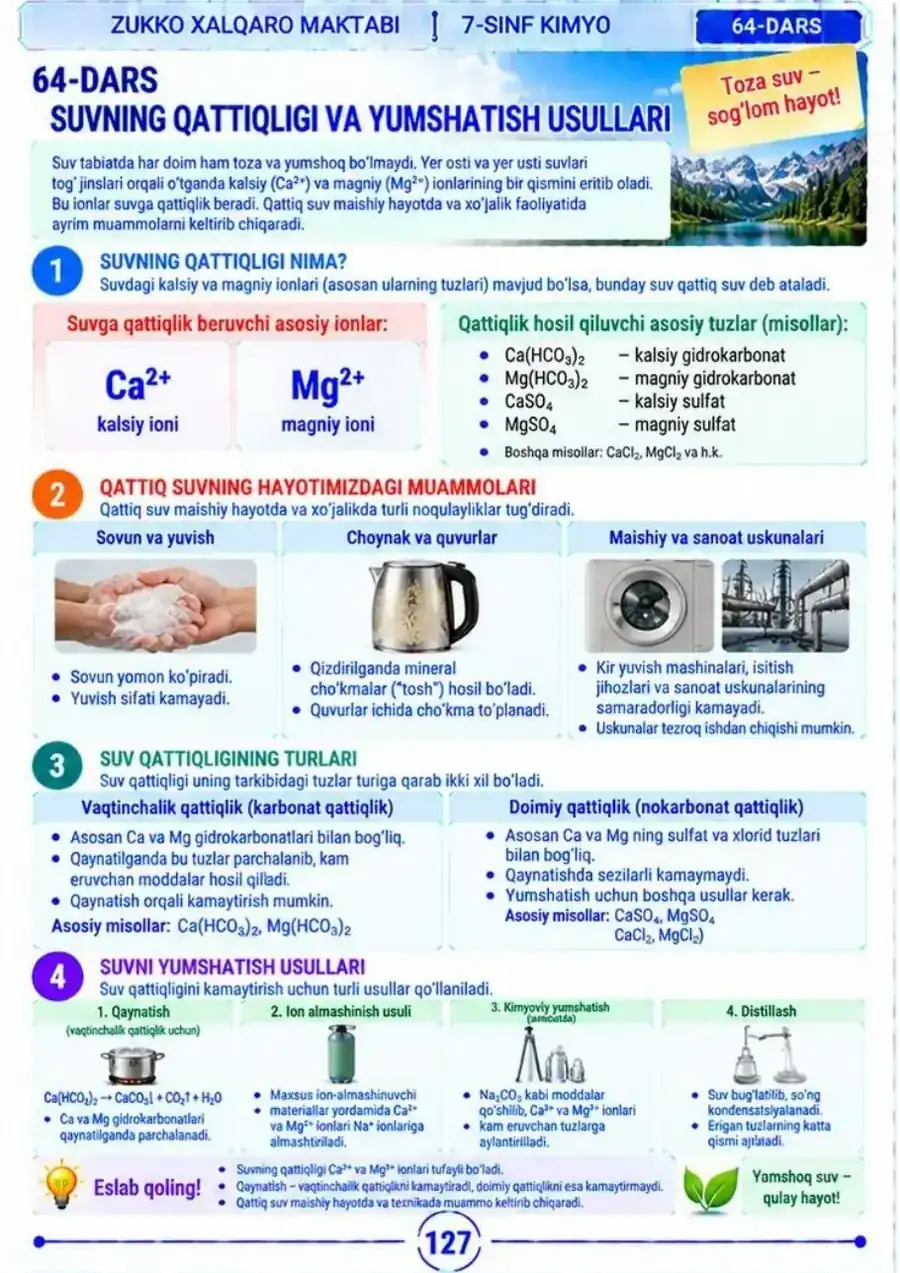 ZUKKO XALQARO MAKTABI
7-SINF KIMYO
64-DARS
64-DARS
SUVNING QATTIQLIGI VA YUMSHATISH USULLARI
Toza suv –
sog‘lom hayot!
Suv tabiatda har doim ham toza va yumshoq bo‘lmaydi. Yer osti va yer usti suvlari
tog‘ jinslari orqali o‘tganda kalsiy (Ca²⁺) va magniy (Mg²⁺) ionlarining bir qismini eritib oladi.
Bu ionlar suvga qattiqlik beradi. Qattiq suv maishiy hayotda va xo‘jalik faoliyatida
ayrim muammolarni keltirib chiqaradi.
1 SUVNING QATTIQLIGI NIMA?
Suvdagi kalsiy va magniy ionlari (asosan ularning tuzlari) mavjud bo‘lsa, bunday suv qattiq suv deb ataladi.
Suvga qattiqlik beruvchi asosiy ionlar:
Ca²⁺
kalsiy ioni
Mg²⁺
magniy ioni
Qattiqlik hosil qiluvchi asosiy tuzlar (misollar):
• Ca(HCO₃)₂ – kalsiy gidrokarbonat
• Mg(HCO₃)₂ – magniy gidrokarbonat
• CaSO₄ – kalsiy sulfat
• MgSO₄ – magniy sulfat
• Boshqa misollar: CaCl₂, MgCl₂ va h.k.
2 QATTIQ SUVNING HAYOTIMIZDAGI MUAMMOLARI
Qattiq suv maishiy hayotda va xo‘jalikda turli noqulayliklar tug‘diradi.
Sovun va yuvish
• Sovun yomon ko‘piradi.
• Yuvish sifati kamayadi.
Choynak va quvurlar
• Qizdirilganda mineral
cho‘kmalar (“tosh”) hosil bo‘ladi.
• Quvurlar ichida cho‘kma to‘planadi.
Maishiy va sanoat uskunalari
• Kir yuvish mashinalari, isitish
jihozlari va sanoat uskunalarining
samaradorligi kamayadi.
• Uskunalar tezroq ishdan chiqishi mumkin.
3 SUV QATTIQLIGINING TURLARI
Suv qattiqligi uning tarkibidagi tuzlar turiga qarab ikki xil bo‘ladi.
Vaqtinchalik qattiqlik (karbonat qattiqlik)
• Asosan Ca va Mg gidrokarbonatlari bilan bog‘liq.
• Qaynatilganda bu tuzlar parchalanib, kam
eruvchan moddalar hosil qiladi.
• Qaynatish orqali kamaytirish mumkin.
Asosiy misollar: Ca(HCO₃)₂, Mg(HCO₃)₂
Doimiy qattiqlik (nokarbonat qattiqlik)
• Asosan Ca va Mg ning sulfat va xlorid tuzlari
bilan bog‘liq.
• Qaynatishda sezilarli kamaymaydi.
• Yumshatish uchun boshqa usullar kerak.
Asosiy misollar: CaSO₄, MgSO₄
CaCl₂, MgCl₂)
4 SUVNI YUMSHATISH USULLARI
Suv qattiqligini kamaytirish uchun turli usullar qo‘llaniladi.
1. Qaynatish
(vaqtinchalik qattiqlik uchun)
Ca(HCO₃)₂ → CaCO₃↓ + CO₂↑ + H₂O
• Ca va Mg gidrokarbonatlari
qaynatilganda parchalanadi.
2. Ion almashinish usuli
• Maxsus ion-almashinuvchi
• materiallar yordamida Ca²⁺
va Mg²⁺ ionlari Na⁺ ionlariga
almashtiriladi.
3. Kimyoviy yumshatish
• Na₂CO₃ kabi moddalar
qo‘shilib, Ca²⁺ va Mg²⁺ ionlari
• kam eruvchan tuzlarga
aylantiriladi.
4. Distillash
• Suv bug‘latilib, so‘ng
kondensatsiyalanadi.
• Erigan tuzlarning katta
qismi ajraladi.
Eslab qoling!
• Suvning qattiqligi Ca²⁺ va Mg²⁺ ionlari tufayli bo‘ladi.
• Qaynatish – vaqtinchalik qattiqlikni kamaytiradi, doimiy qattiqlikni esa kamaytirmaydi.
• Qattiq suv maishiy hayotda va texnikada muammo keltirib chiqaradi.
Yamshoq suv –
qulay hayot!
127